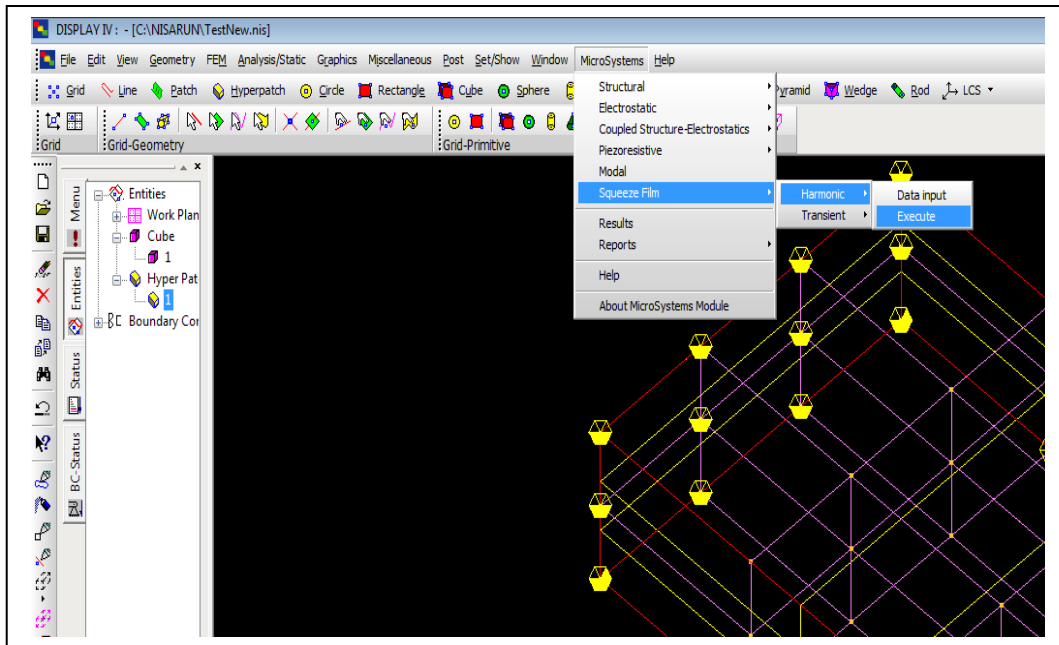 DISPLAY IV : - [C:\NISARUN\TestNew.nis]
File Edit View Geometry FEM Analysis/Static Graphics Miscellaneous Post Set/Show Window MicroSystems Help
Grid Line Patch Hyperpatch Circle Rectangle Cube Sphere Wedge Rod LCS
Grid Grid-Geometry Grid-Primitive
Structural
Electrostatic
Coupled Structure-Electrostatics
Piezoresistive
Modal
Squeeze Film
Results
Reports
Help
About MicroSystems Module
Harmonic
Transient
Data input
Execute
Menu
Entities
Status
BC-Status
Entities
Work Plan
Cube
1
Hyper Pat
1
Boundary Cor